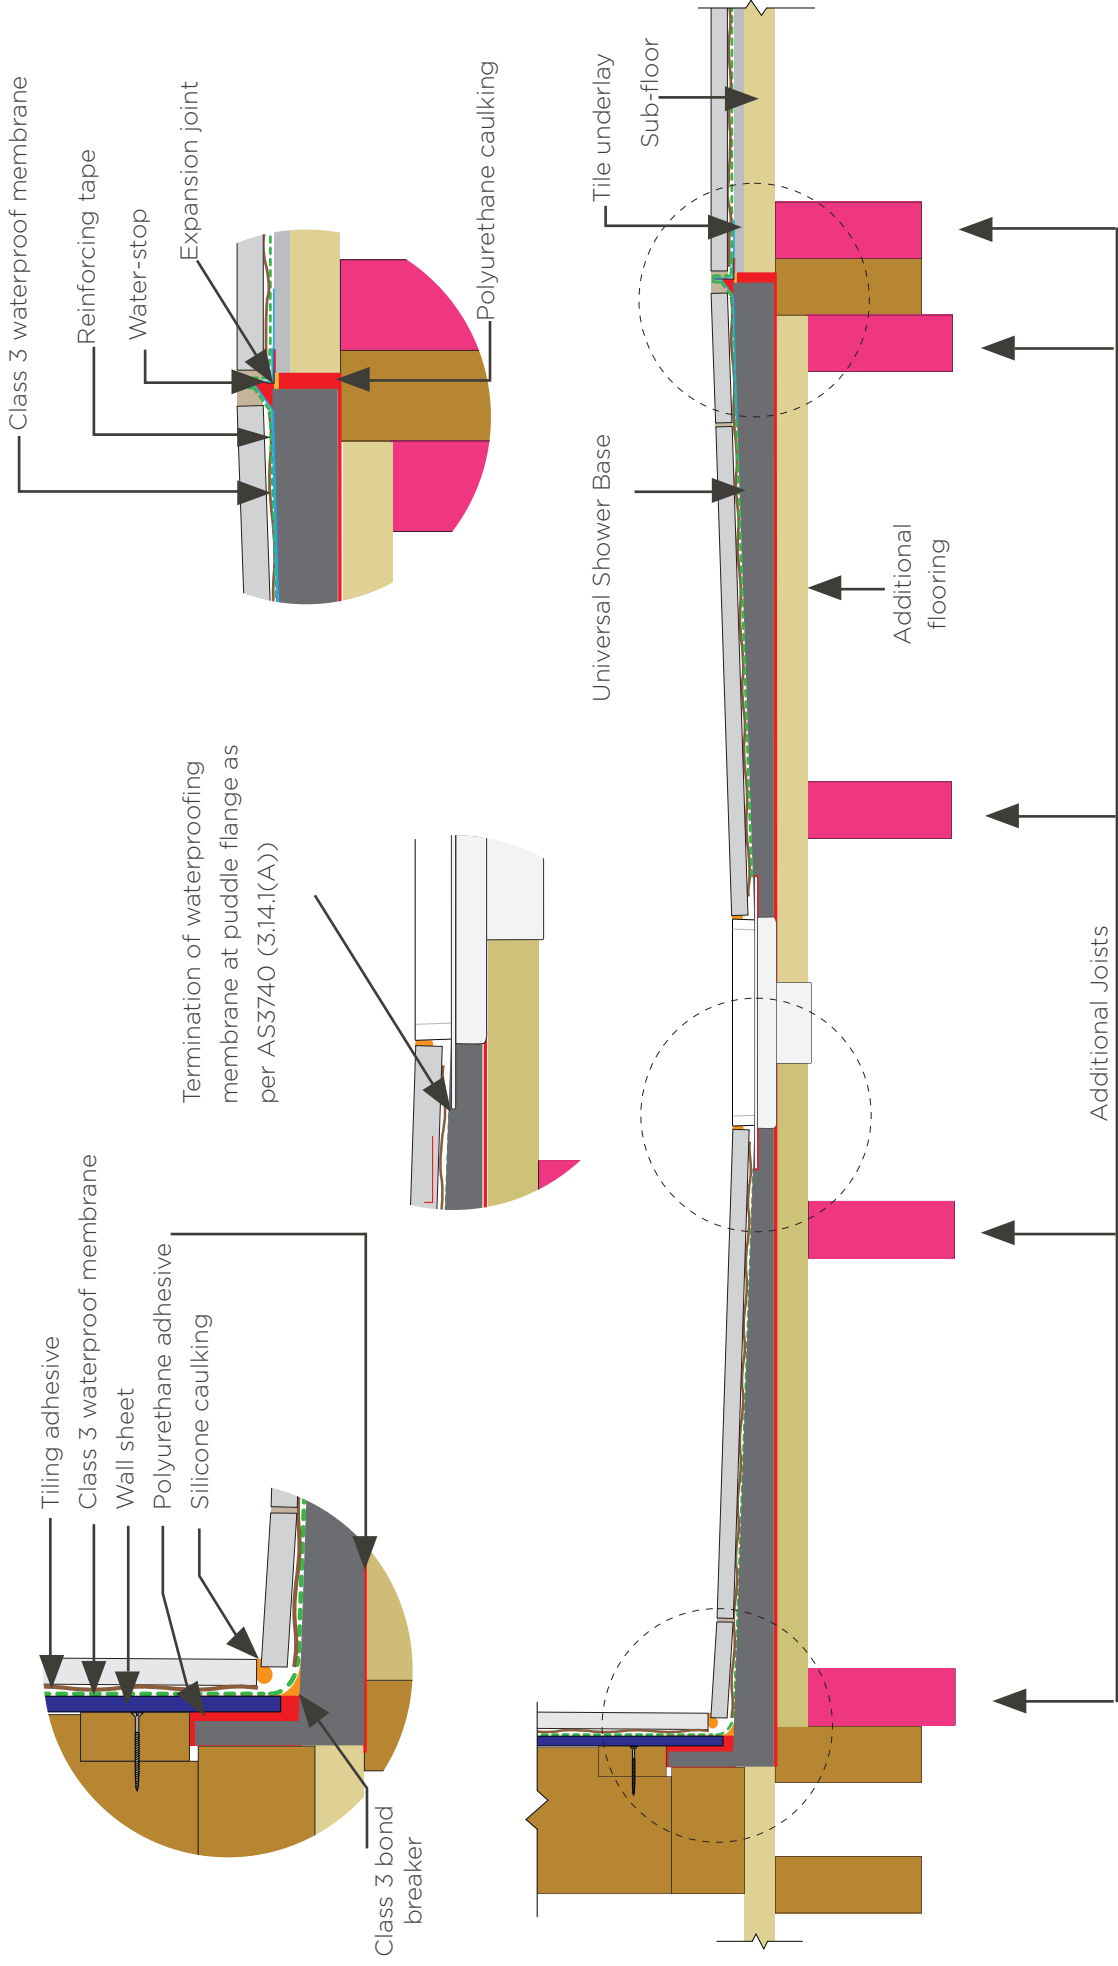 Tiling adhesive
Class 3 waterproof membrane
Wall sheet
Polyurethane adhesive
Silicone caulking
Class 3 bond
breaker
Termination of waterproofing
membrane at puddle flange as
per AS3740 (3.14.1(A))
Class 3 waterproof membrane
Reinforcing tape
Water-stop
Expansion joint
Polyurethane caulking
Universal Shower Base
Tile underlay
Sub-floor
Additional
flooring
Additional Joists